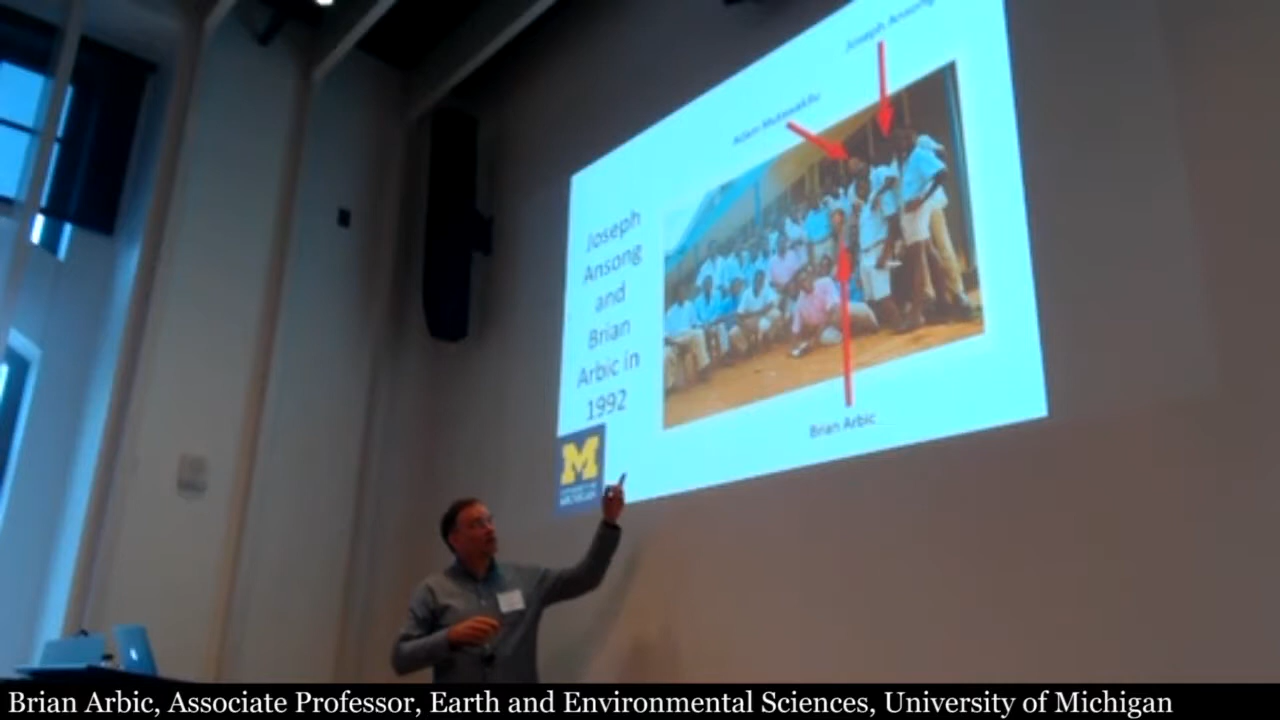 Joseph Ansong
Adam Mutawakilu
Joseph
Ansong
and
Brian
Arbic in
1992
Brian Arbic
M
Brian Arbic, Associate Professor, Earth and Environmental Sciences, University of Michigan